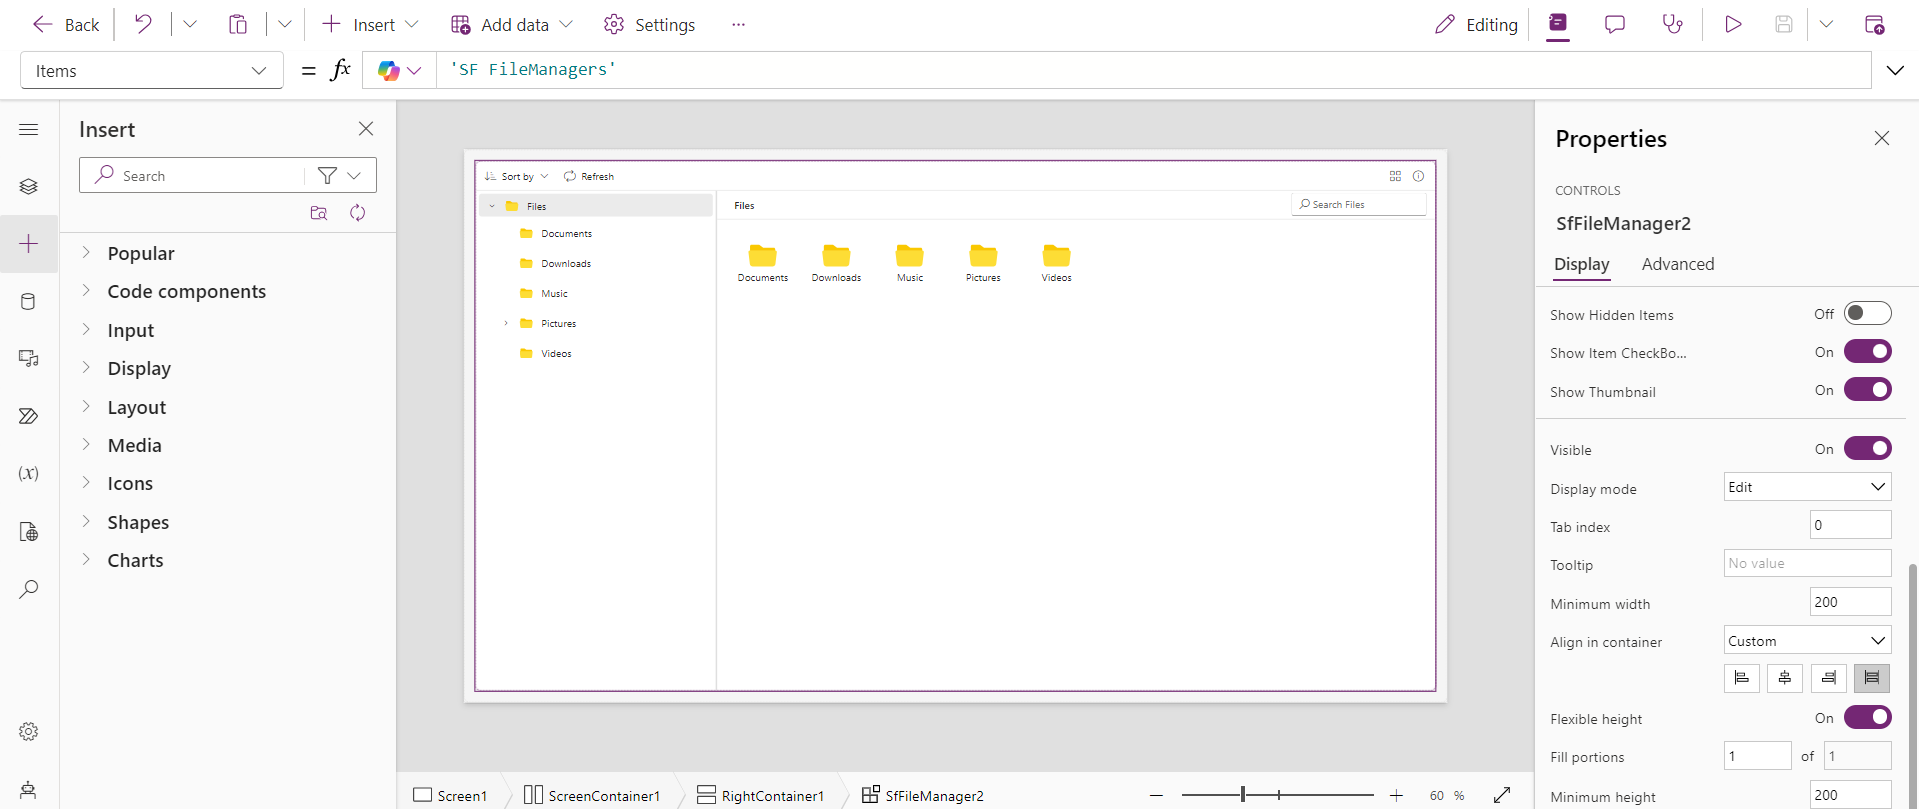 Back
Insert
Add data
Settings
...
Editing
Items
= fx
'SF FileManagers'
Insert
Search
Popular
Code components
Input
Display
Layout
Media
Icons
Shapes
Charts
(x)
Sort by
Refresh
Files
Documents
Downloads
Music
Pictures
Videos
Files
Search Files
Documents Downloads Music Pictures Videos
Screen1
ScreenContainer1
RightContainer1
SfFileManager2
60 %
Properties
CONTROLS
SfFileManager2
Display Advanced
Show Hidden Items Off
Show Item CheckBo... On
Show Thumbnail On
Visible On
Display mode Edit
Tab index 0
Tooltip No value
Minimum width 200
Align in container Custom
Flexible height On
Fill portions 1 of 1
Minimum height 200